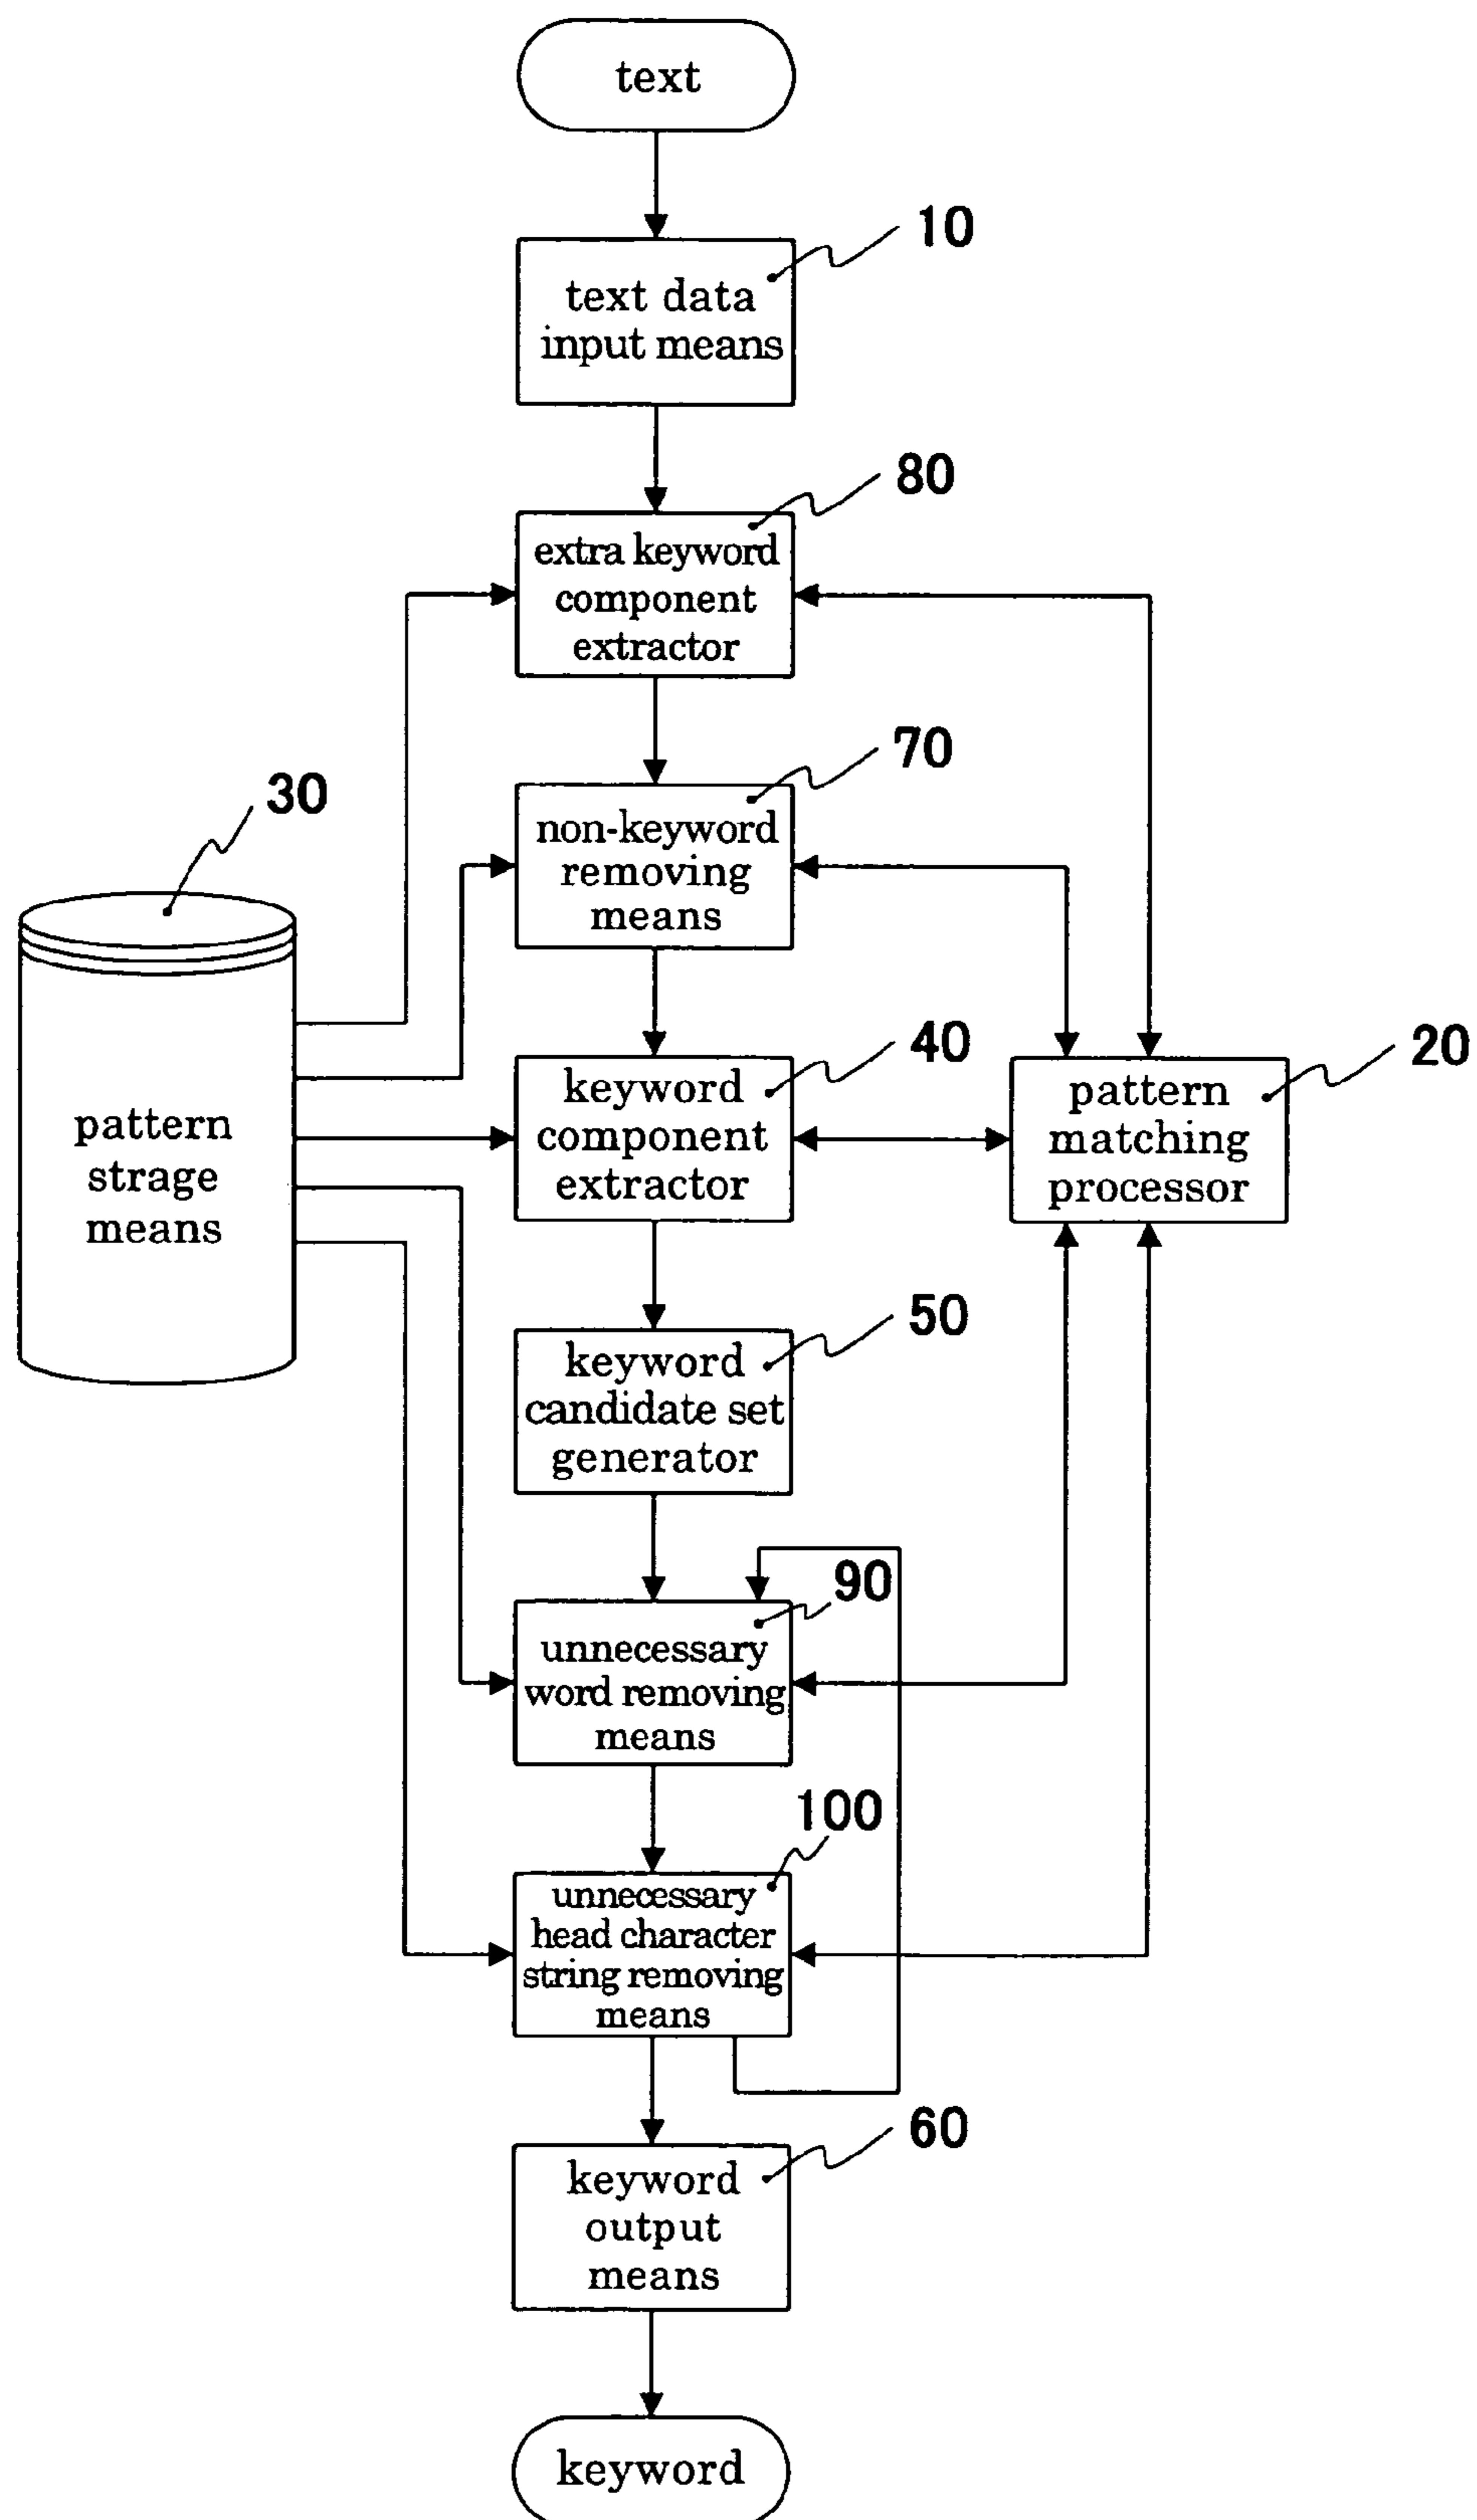 text
10
text data
input means
80
extra keyword
component
extractor
70
non-keyword
removing
means
30
pattern
strage
means
40
keyword
component
extractor
20
pattern
matching
processor
50
keyword
candidate set
generator
90
unnecessary
word removing
means
100
unnecessary
head character
string removing
means
60
keyword
output
means
keyword